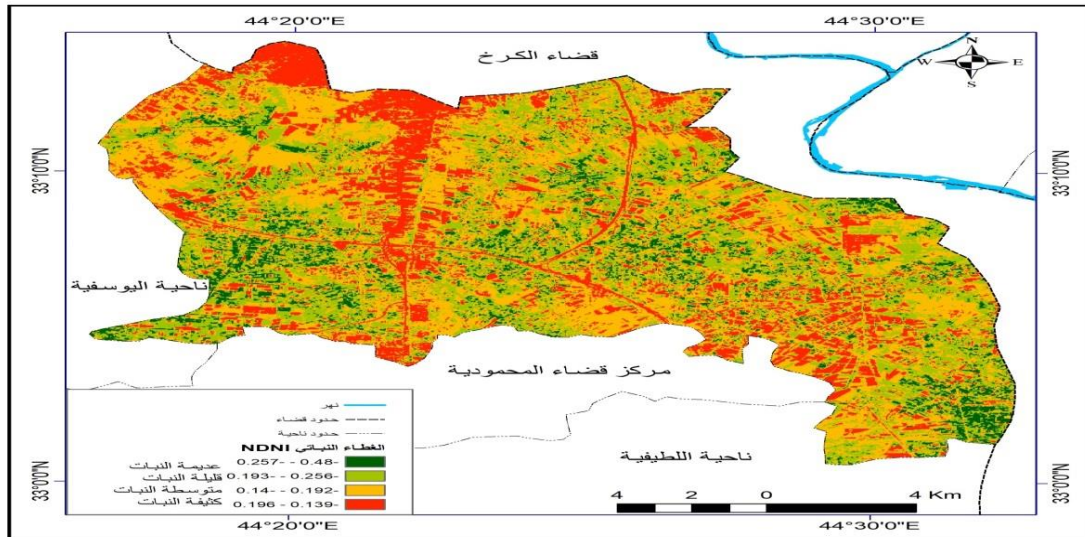 44°20'0"E 44°30'0"E
قضاء الكرخ
N
W E
S
33°10'0"N 33°10'0"N
ناحية اليوسفية
مركز قضاء المحمودية
ناحية اللطيفية
نهر
حدود قضاء
حدود ناحية
الغطاء النباتي NDNI
عديمة النبات 0.257- - 0.48-
قليلة النبات 0.193- - 0.256-
متوسطة النبات 0.14- - 0.192-
كثيفة النبات 0.196 - 0.139-
33°0'0"N 33°0'0"N
4 2 0 4 Km
44°20'0"E 44°30'0"E